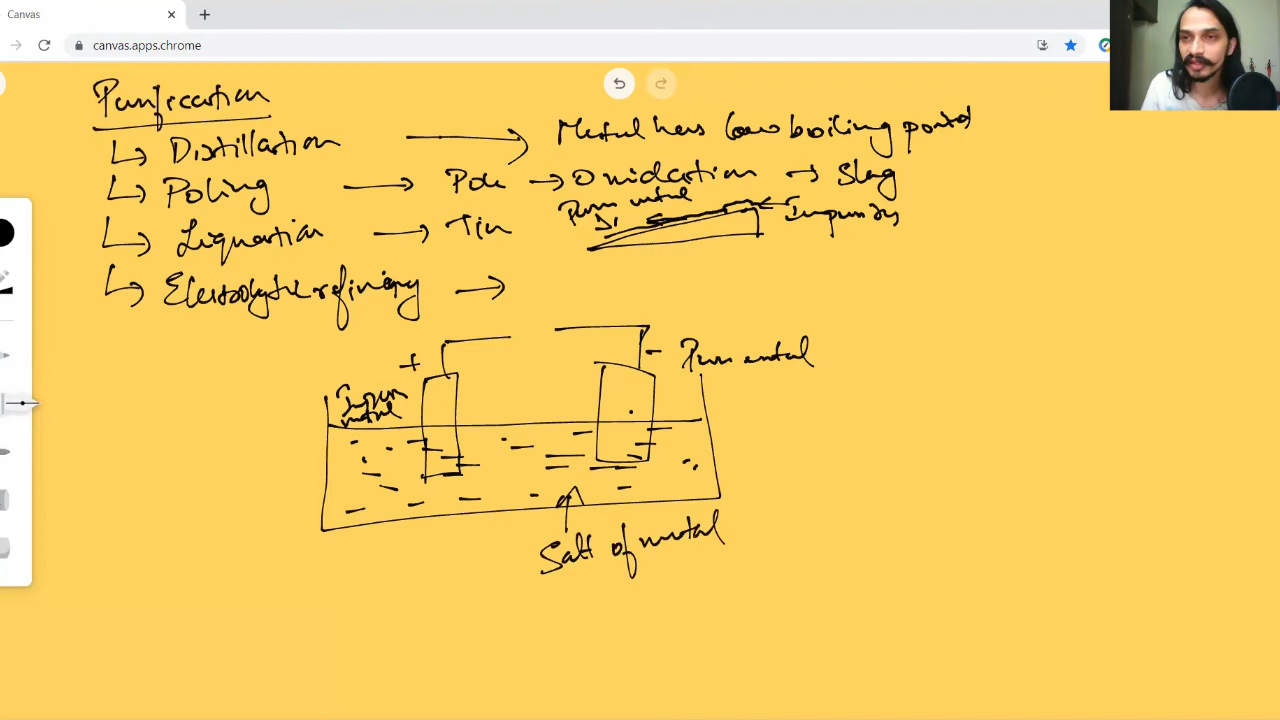 Canvas
canvas.apps.chrome
Purification
↳ Distillation → Metal has low boiling point
↳ Poling → Pole → Oxidation → Slag
Pure metal
Impurities
↳ Liquation → Tin
↳ Electrolytic refining →
+
- Pure metal
Impure metal
Salt of metal